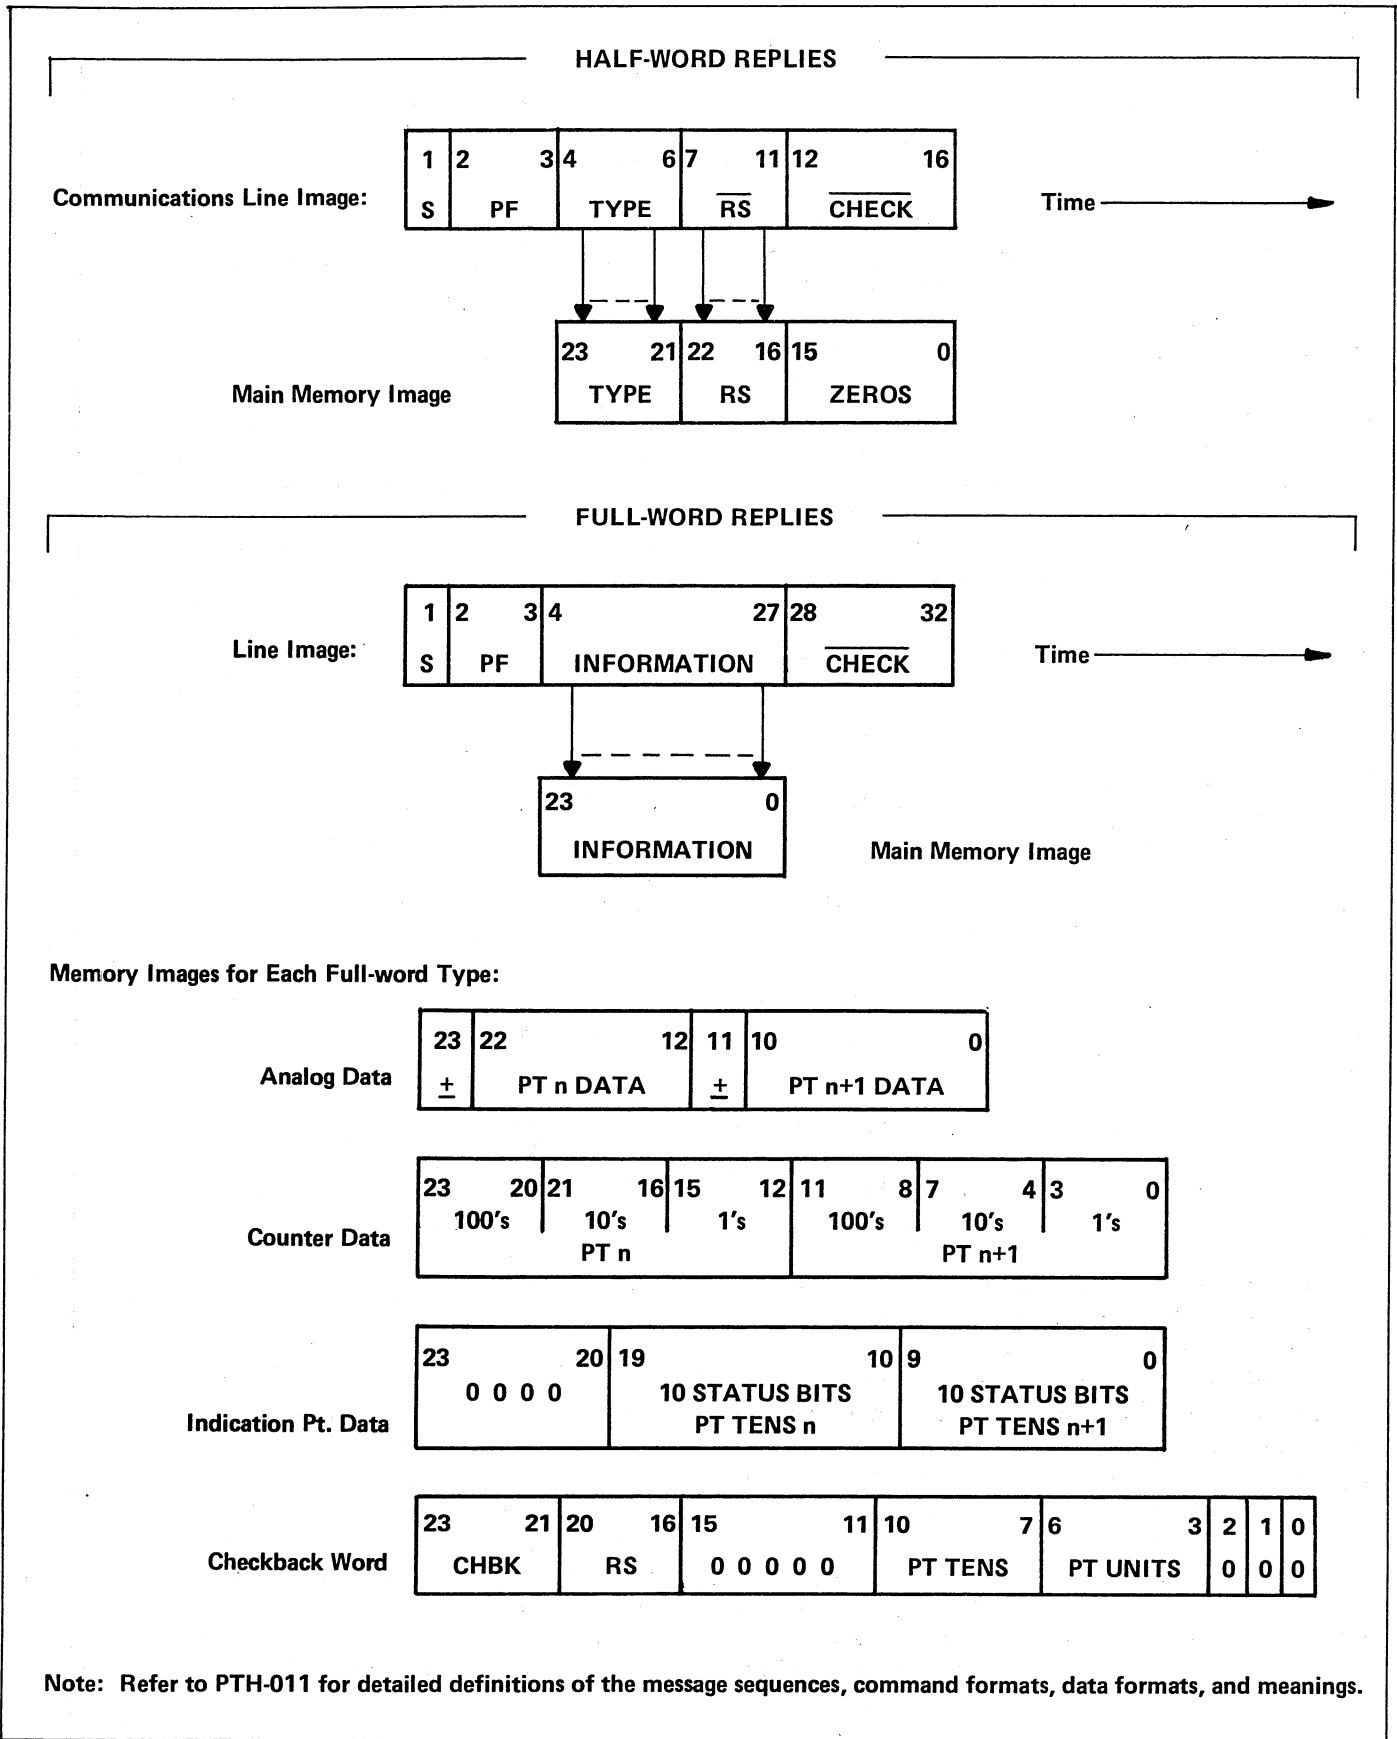 HALF-WORD REPLIES
1 2 3 4 6 7 11 12 16
Communications Line Image: S PF TYPE RS CHECK Time
23 21 22 16 15 0
Main Memory Image TYPE RS ZEROS
FULL-WORD REPLIES
1 2 3 4 27 28 32
Line Image: S PF INFORMATION CHECK Time
23 0
INFORMATION Main Memory Image
Memory Images for Each Full-word Type:
23 22 12 11 10 0
Analog Data ± PT n DATA ± PT n+1 DATA
23 20 21 16 15 12 11 8 7 4 3 0
100's 10's 1's 100's 10's 1's
Counter Data PT n PT n+1
23 20 19 10 9 0
0 0 0 0 10 STATUS BITS 10 STATUS BITS
Indication Pt. Data PT TENS n PT TENS n+1
23 21 20 16 15 11 10 7 6 3 2 1 0
Checkback Word CHBK RS 0 0 0 0 0 PT TENS PT UNITS 0 0 0
Note: Refer to PTH-011 for detailed definitions of the message sequences, command formats, data formats, and meanings.